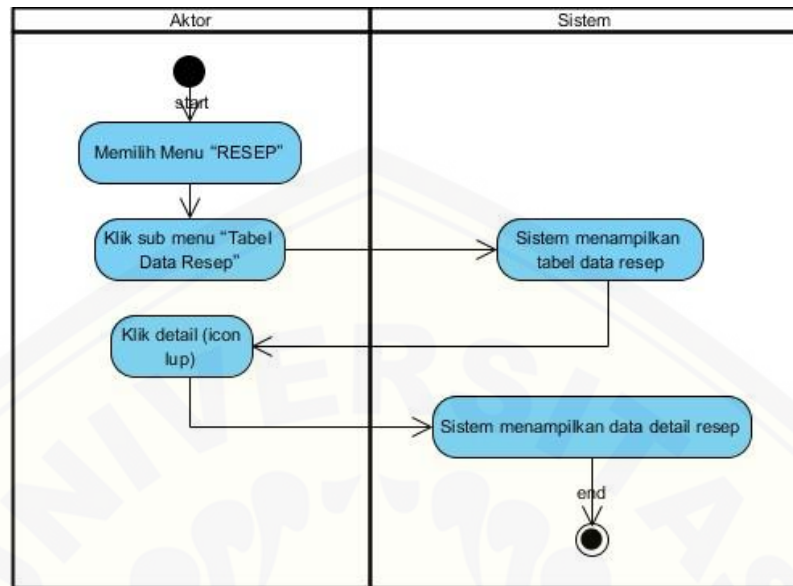 Aktor
Sistem
start
Memilih Menu “RESEP”
Klik sub menu “Tabel
Data Resep”
Sistem menampilkan
tabel data resep
Klik detail (icon
lup)
Sistem menampilkan data detail resep
end
UNIVERSITAS